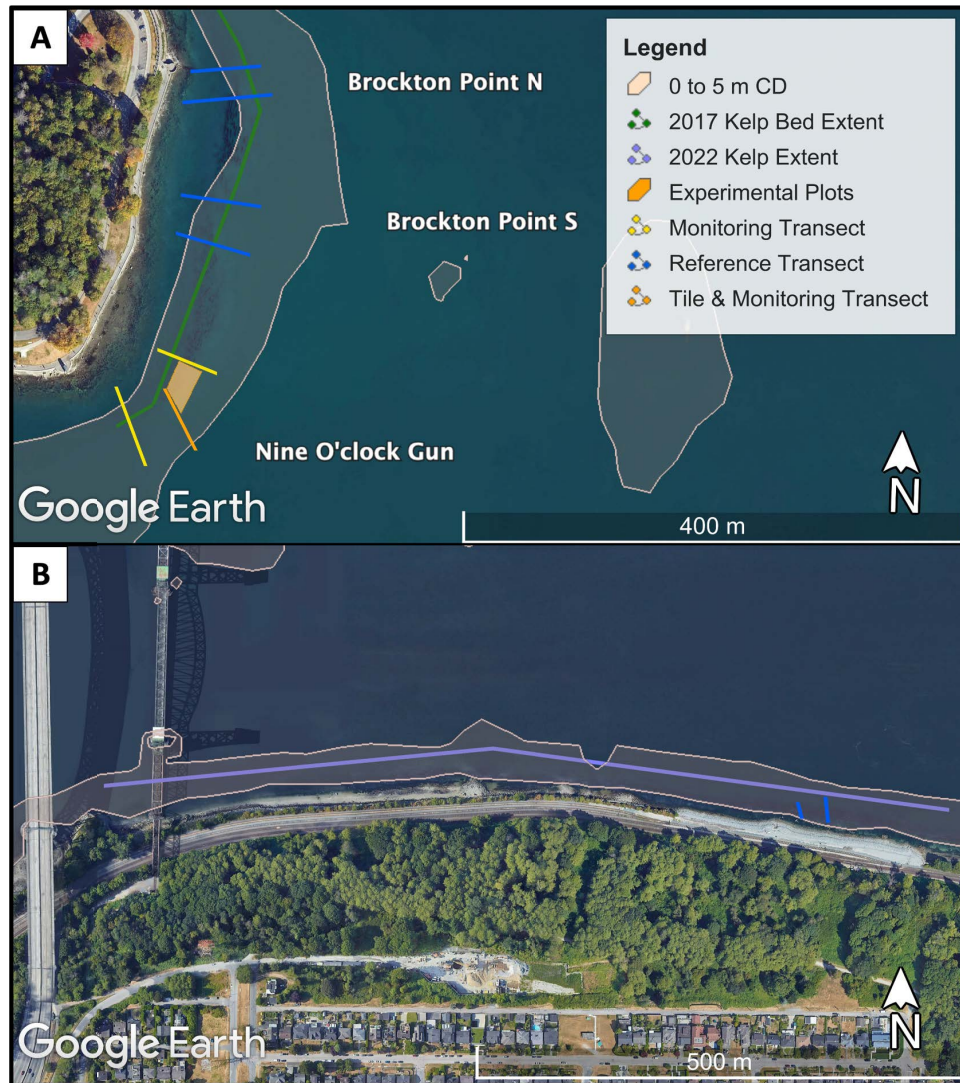 A
Brockton Point N
Brockton Point S
Nine O'clock Gun
Legend
0 to 5 m CD
2017 Kelp Bed Extent
2022 Kelp Extent
Experimental Plots
Monitoring Transect
Reference Transect
Tile & Monitoring Transect
N
Google Earth
400 m
B
N
Google Earth
500 m